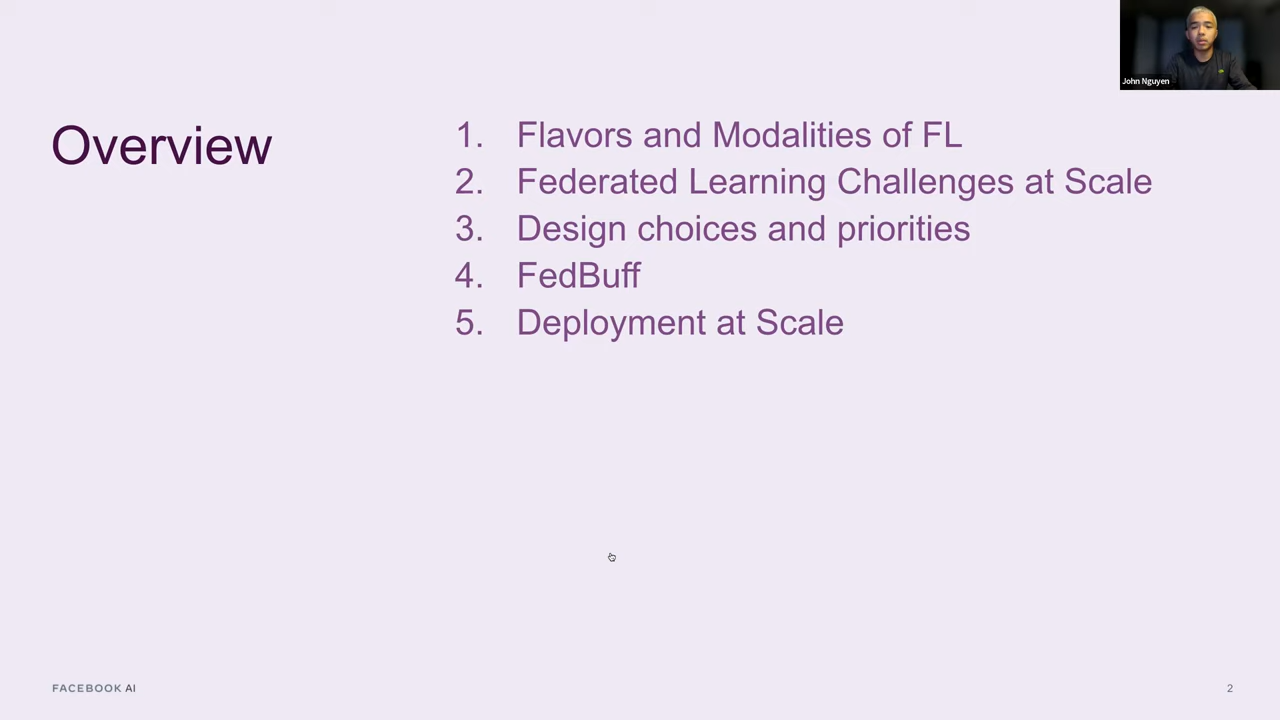 John Nguyen
Overview
1. Flavors and Modalities of FL
2. Federated Learning Challenges at Scale
3. Design choices and priorities
4. FedBuff
5. Deployment at Scale
FACEBOOK AI
2